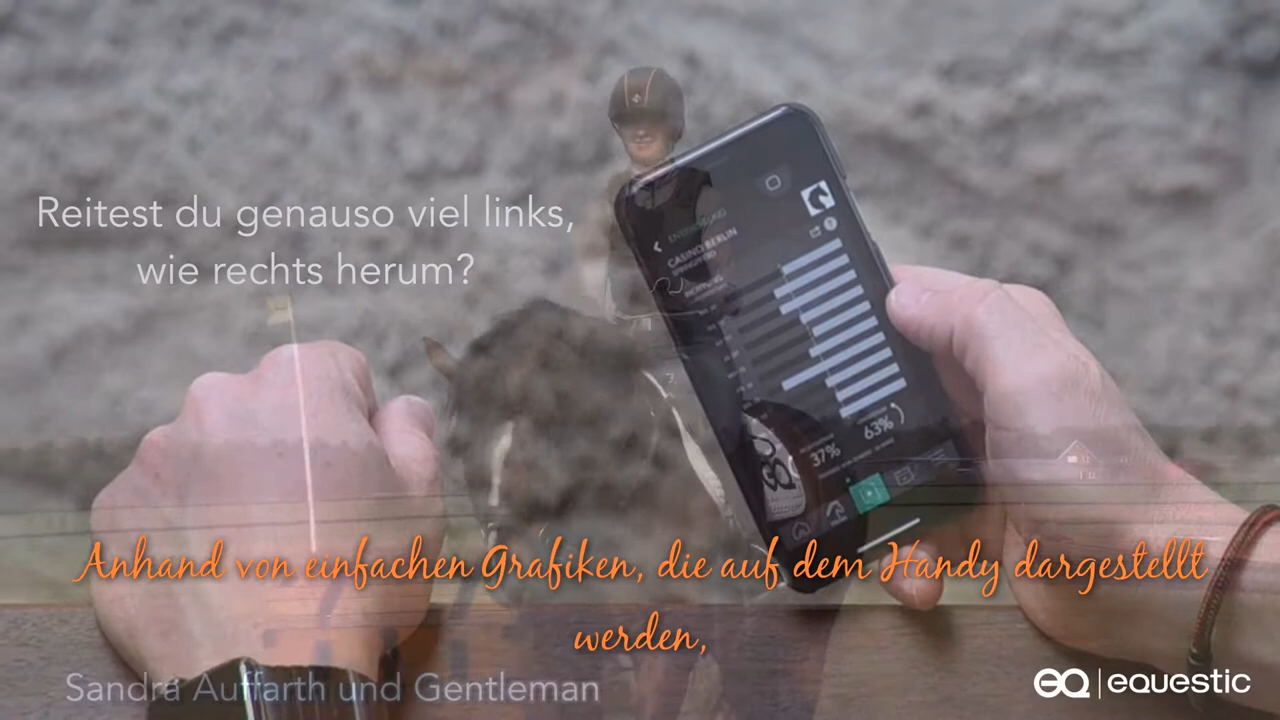 Reitest du genauso viel links,
wie rechts herum?
CASINO BERLIN
63%
37%
Anhand von einfachen Grafiken, die auf dem Handy dargestellt
werden,
Sandra Auffarth und Gentleman
EQ | equestic